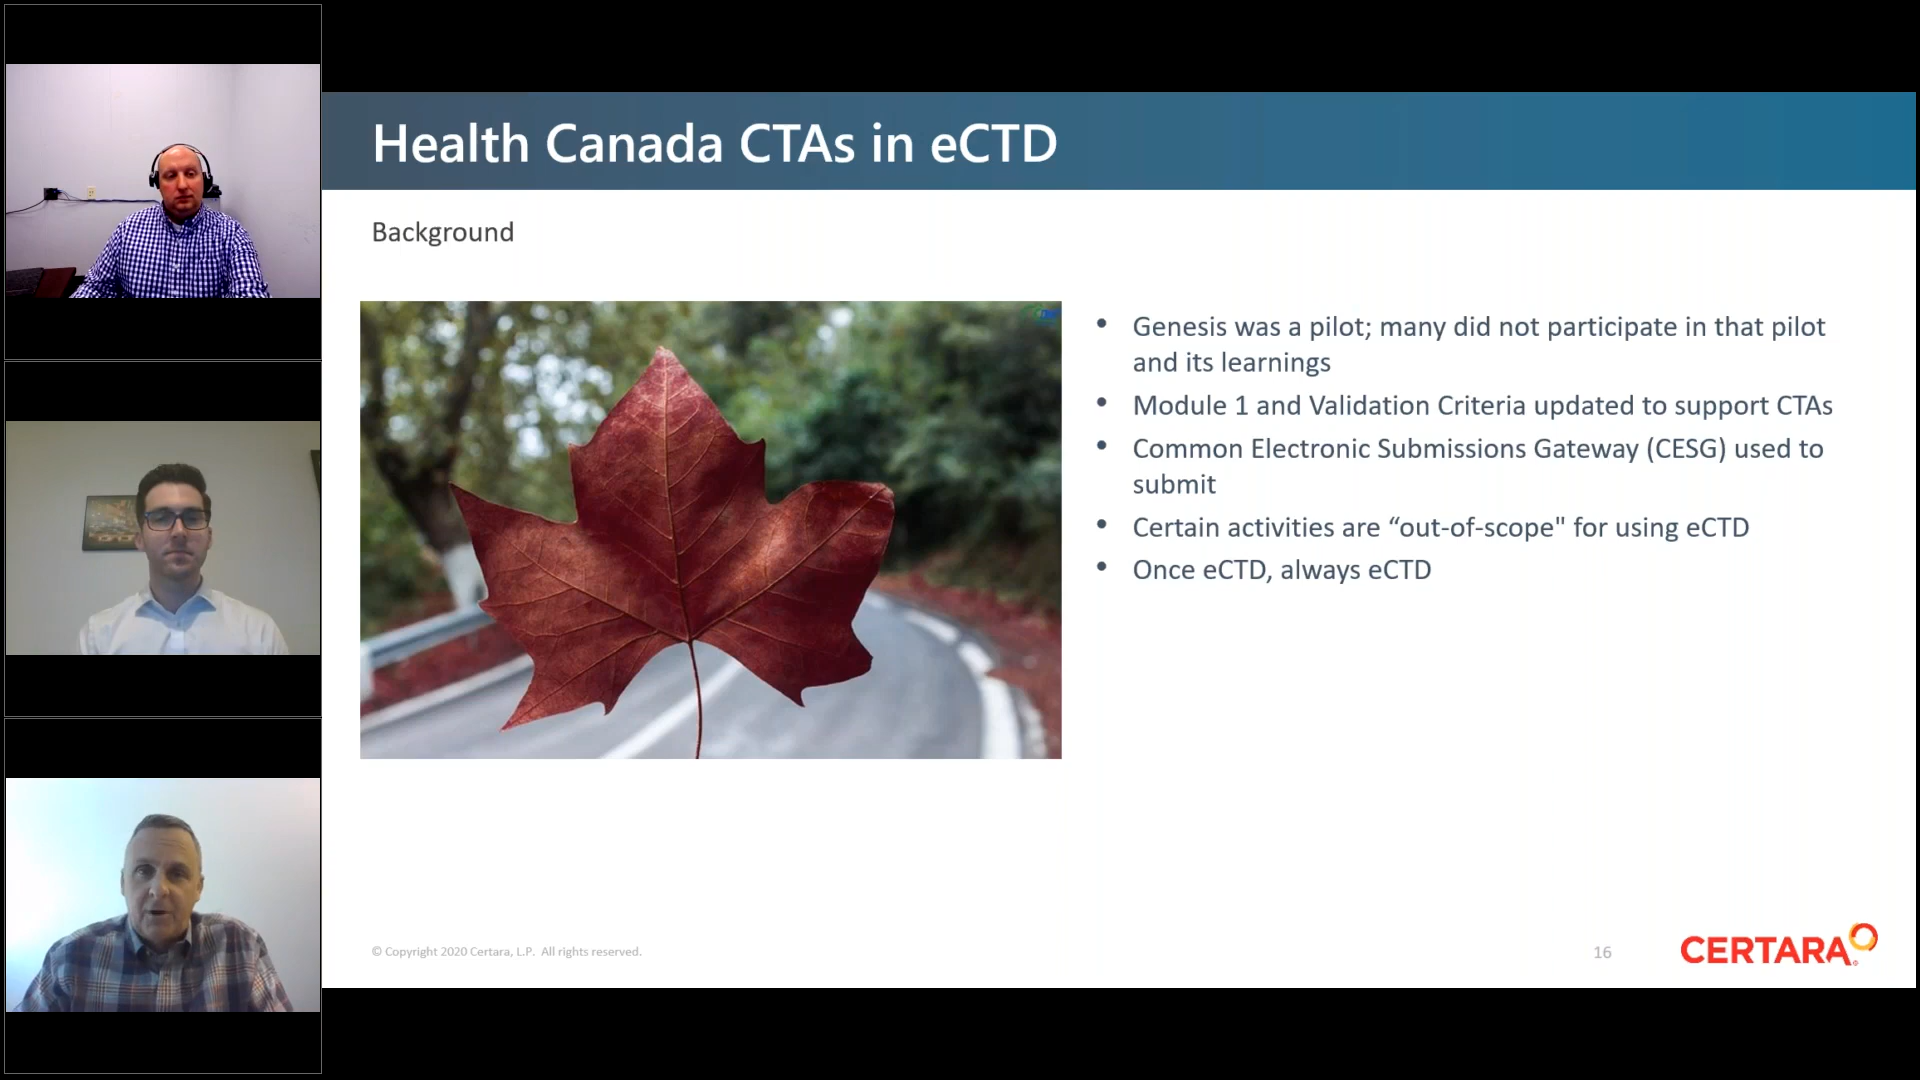 Health Canada CTAs in eCTD
Background
• Genesis was a pilot; many did not participate in that pilot
and its learnings
• Module 1 and Validation Criteria updated to support CTAs
• Common Electronic Submissions Gateway (CESG) used to
submit
• Certain activities are “out-of-scope" for using eCTD
• Once eCTD, always eCTD
© Copyright 2020 Certara, L.P. All rights reserved.
16
CERTARA